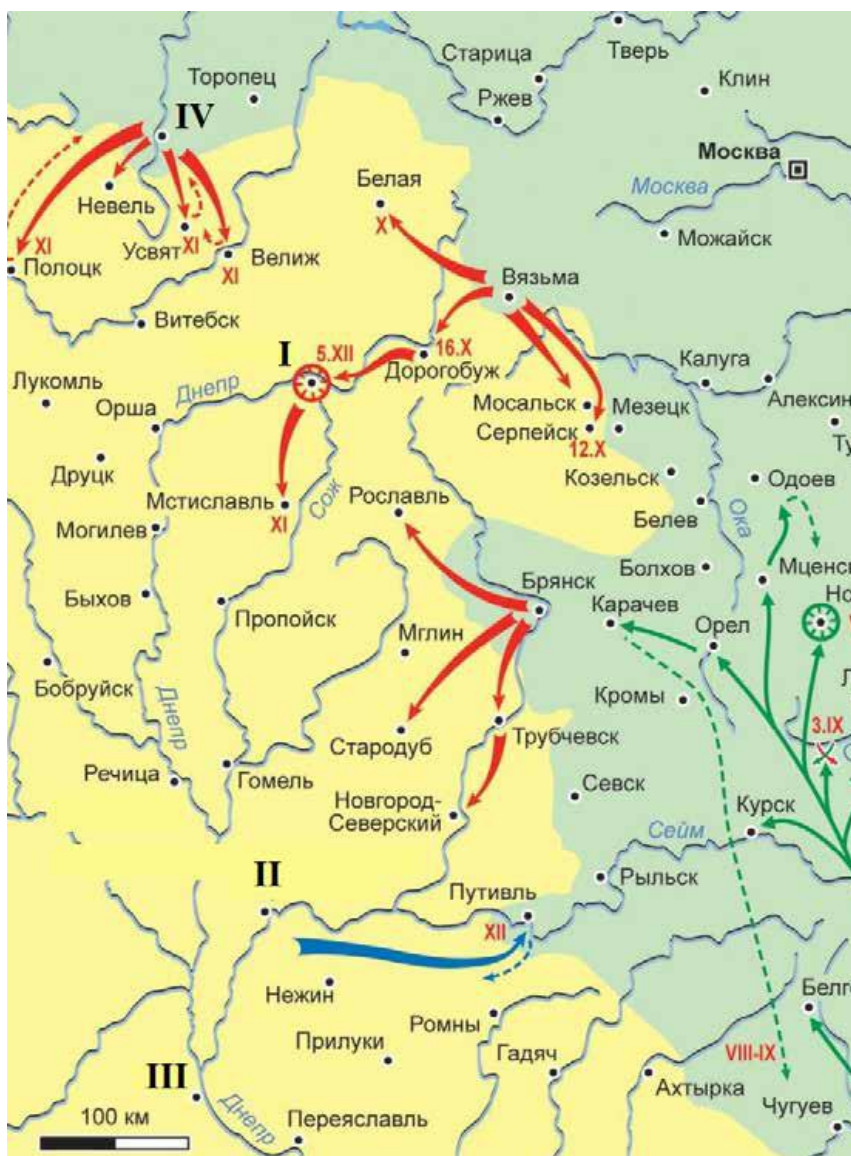 Тверь
Старица
Торопец
Клин
Ржев
IV
Москва
Москва
Белая
Невель
X
Можайск
Усвят
XI
XI
Велиж
XI
Полоцк
Вязьма
Витебск
I
5.XII
16.X
Калуга
Дорогобуж
Лукомль
Днепр
Алексин
Мосальск
Мезецк
Орша
Серпейск
12.X
Друцк
Козельск
Одоев
Мстиславль
XI
Сож
Рославль
Белев
Ока
Могилев
Болхов
Мценск
Брянск
Но
Быхов
Карачев
Пропойск
Орел
Мглин
Бобруйск
Кромы
Днепр
3.IX
Стародуб
Трубчевск
Речица
Гомель
Севск
Новгород-
Северский
Курск
Сейм
II
Рыльск
Путивль
XII
Нежин
Белг
Ромны
Прилуки
Гадяч
VIII-IX
III
Ахтырка
100 км
Днепр
Переяславль
Чугуев